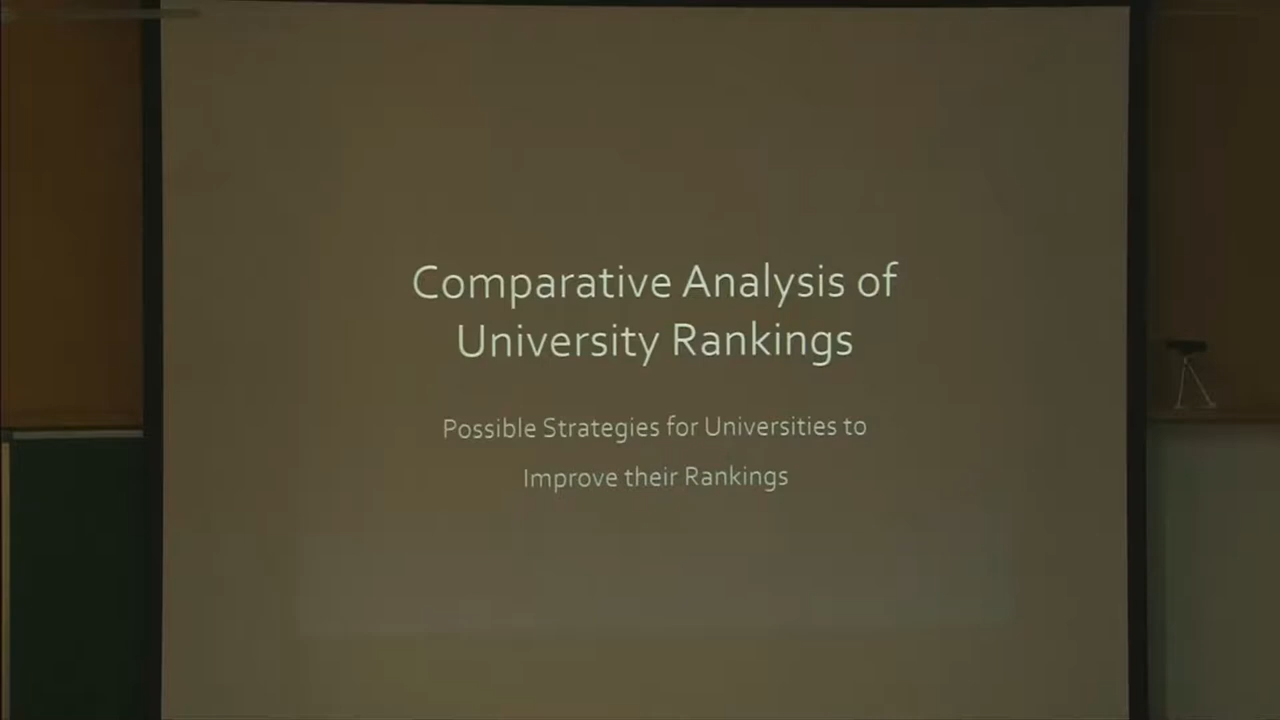 Comparative Analysis of
University Rankings
Possible Strategies for Universities to
Improve their Rankings